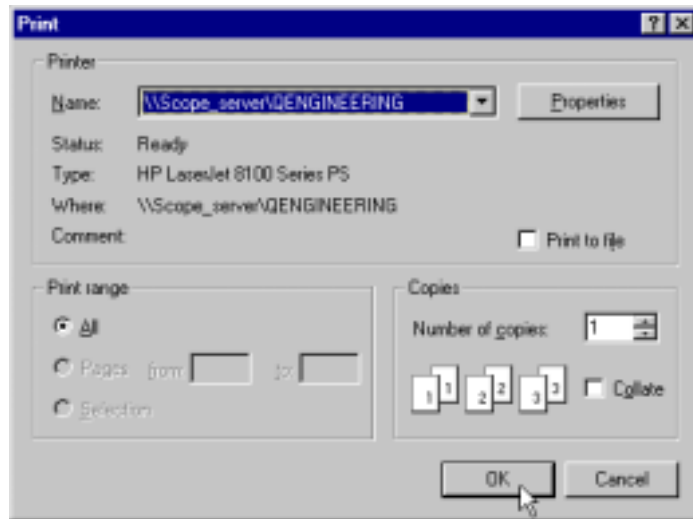 Print
Printer
Name: \\Scope_server\QENGINEERING Properties
Status: Ready
Type: HP LaserJet 8100 Series PS
Where: \\Scope_server\QENGINEERING
Comment: Print to file
Print range
All
Pages from: to:
Selection
Copies
Number of copies: 1
1 1 2 2 3 3 Collate
OK Cancel